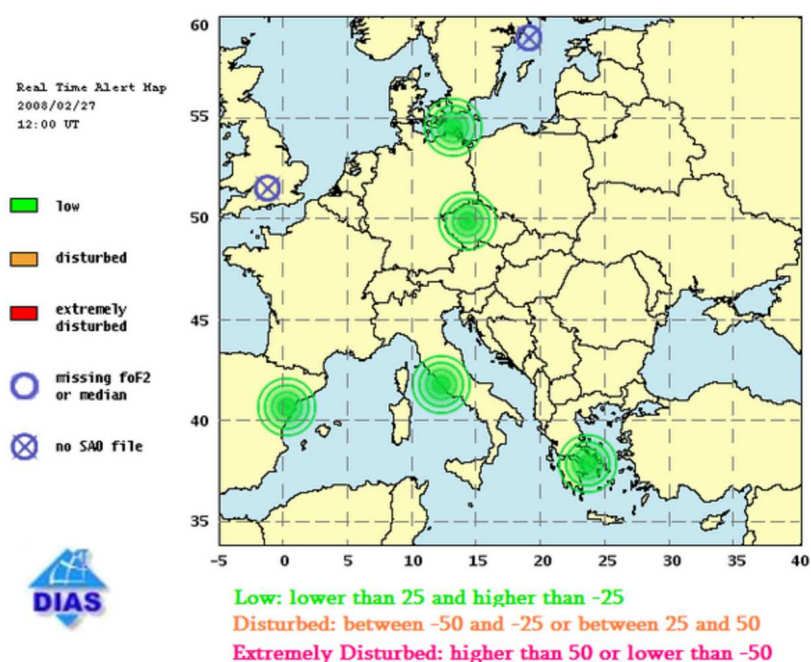 Real Time Alert Map
2008/02/27
12:00 UT
low
disturbed
extremely
disturbed
missing foF2
or median
no SAO file
DIAS
60
55
50
45
40
35
-5 0 5 10 15 20 25 30 35 40
Low: lower than 25 and higher than -25
Disturbed: between -50 and -25 or between 25 and 50
Extremely Disturbed: higher than 50 or lower than -50